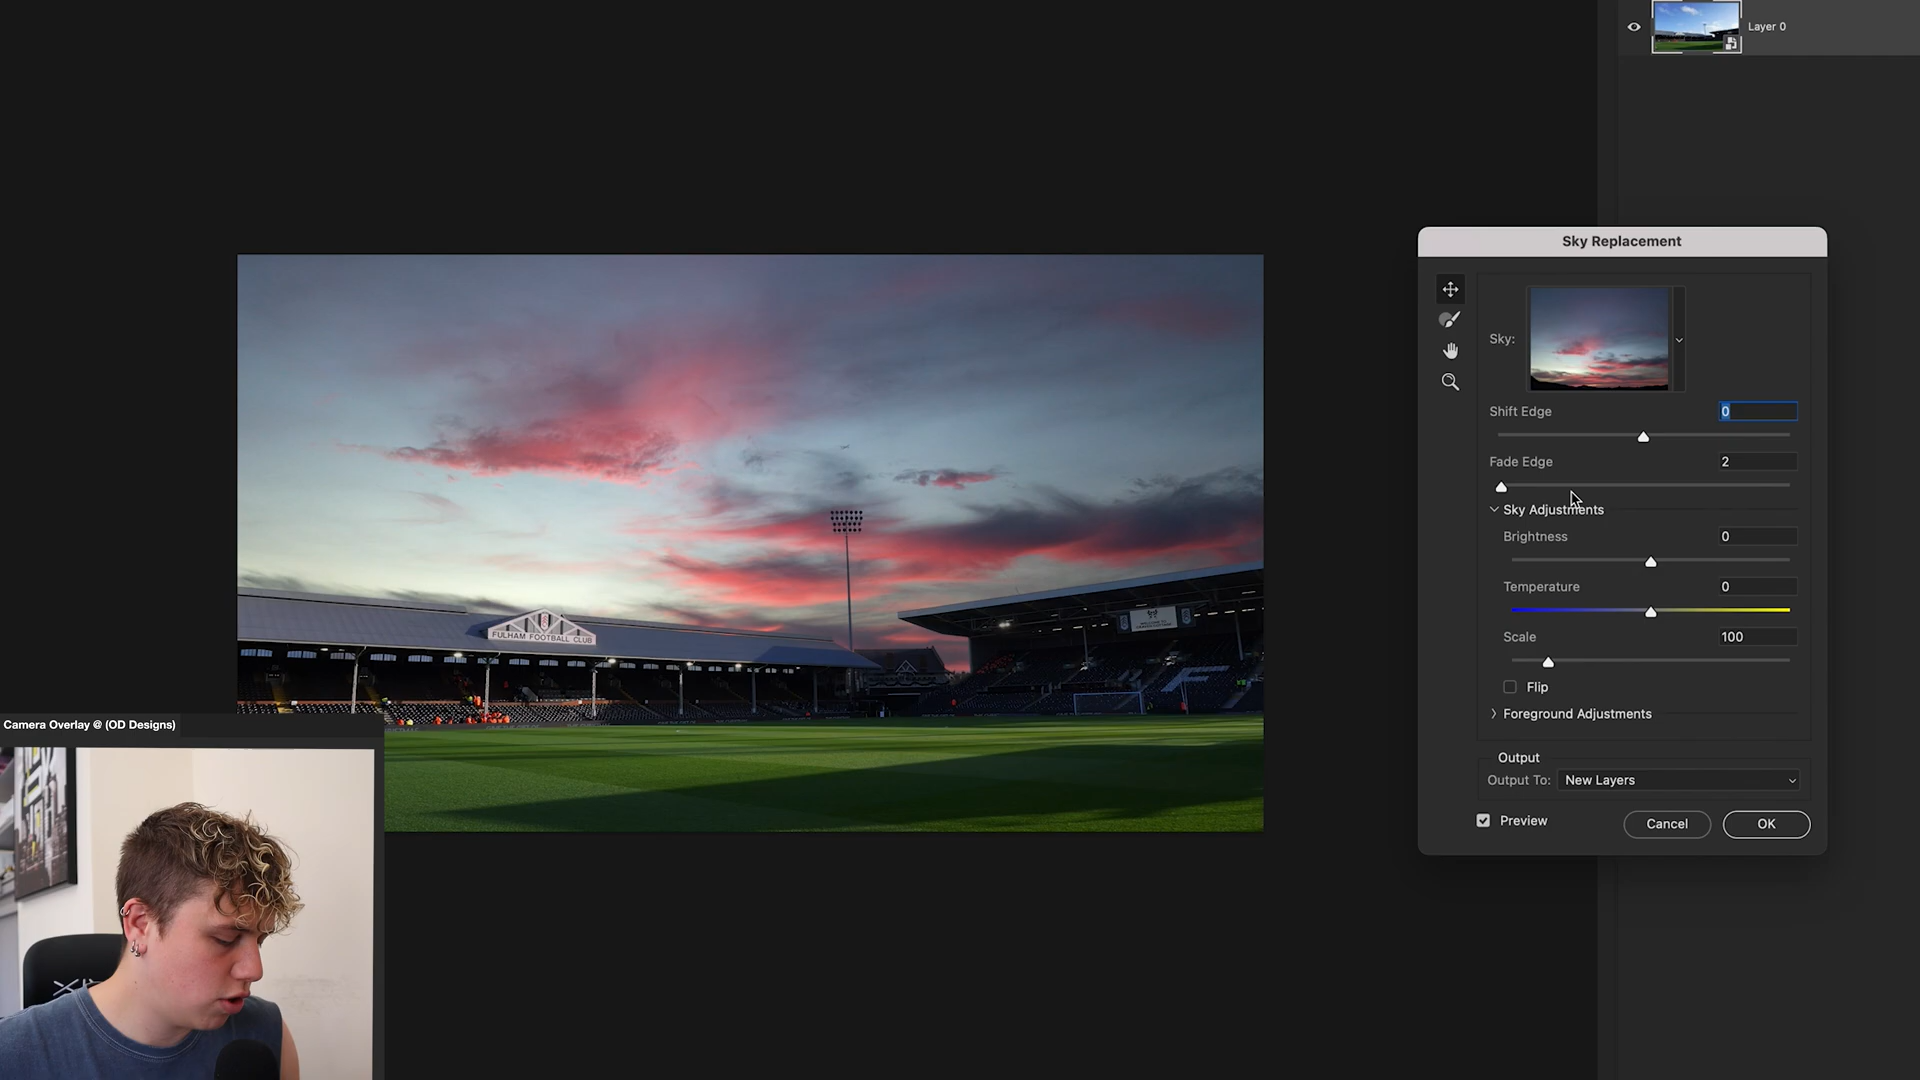 Layer 0
Sky Replacement
Sky:
Shift Edge 0
Fade Edge 2
Sky Adjustments
Brightness 0
Temperature 0
Scale 100
Flip
Foreground Adjustments
Output
Output To: New Layers
Preview Cancel OK
FULHAM FOOTBALL CLUB
Camera Overlay @ (OD Designs)